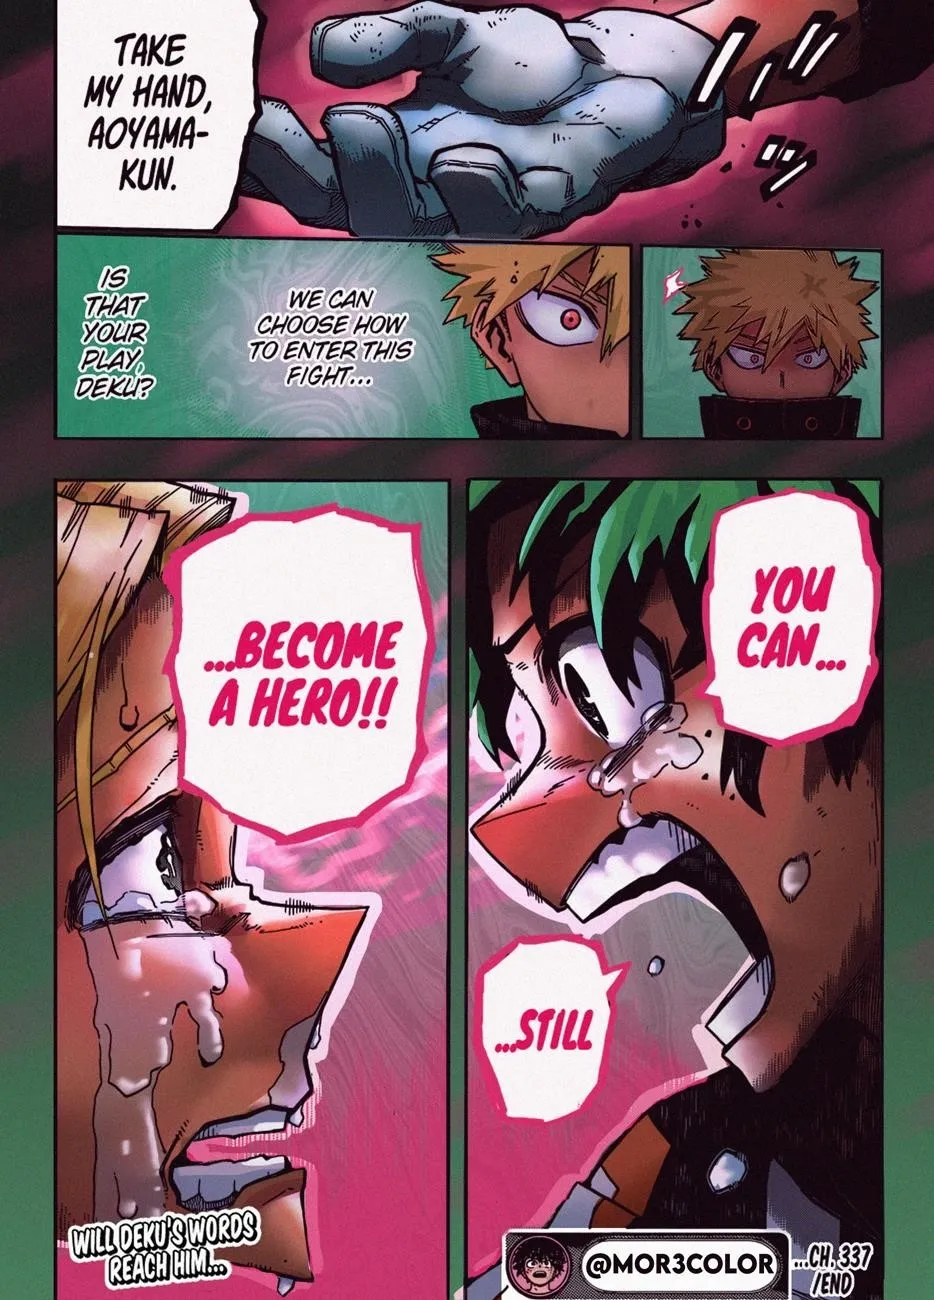 TAKE
MY HAND,
AOYAMA-
KUN.
WE CAN
CHOOSE HOW
TO ENTER THIS
FIGHT...
IS
THAT
YOUR
PLAY,
DEKU?
YOU
CAN...
...STILL
...BECOME
A HERO!!
WILL DEKU'S WORDS
REACH HIM...
@MOR3COLOR
...CH. 337
/END